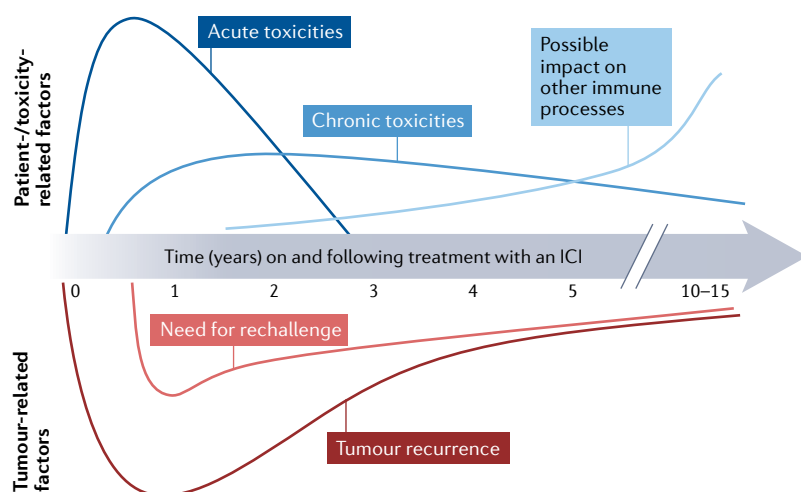 Patient-/toxicity-
related factors
Acute toxicities
Chronic toxicities
Possible
impact on
other immune
processes
Time (years) on and following treatment with an ICI
0 1 2 3 4 5 10–15
Need for rechallenge
Tumour recurrence
Tumour-related
factors